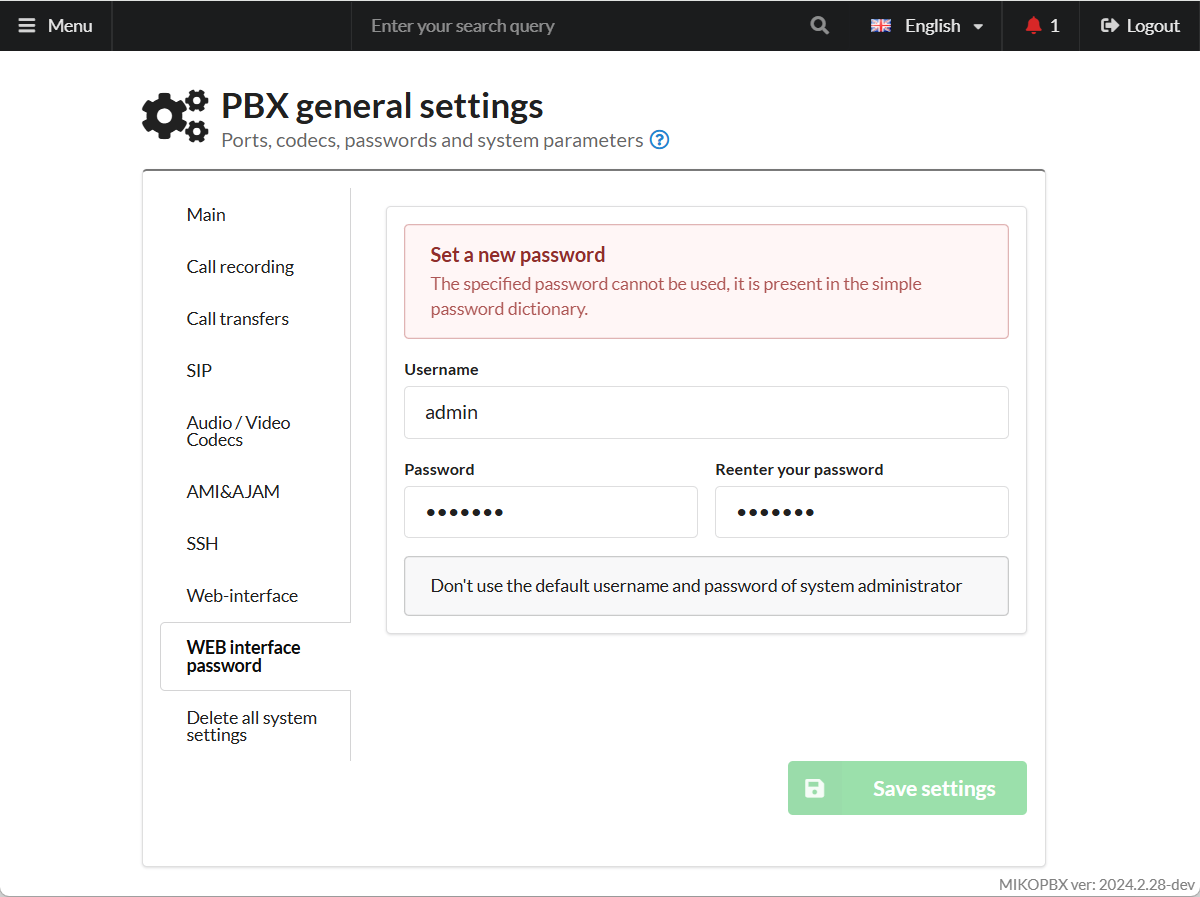 Menu
Enter your search query
English
1
Logout
PBX general settings
Ports, codecs, passwords and system parameters ?
Main
Call recording
Call transfers
SIP
Audio / Video
Codecs
AMI&AJAM
SSH
Web-interface
WEB interface
password
Delete all system
settings
Set a new password
The specified password cannot be used, it is present in the simple
password dictionary.
Username
admin
Password
Reenter your password
•••••••
•••••••
Don't use the default username and password of system administrator
Save settings
MIKOPBX ver: 2024.2.28-dev